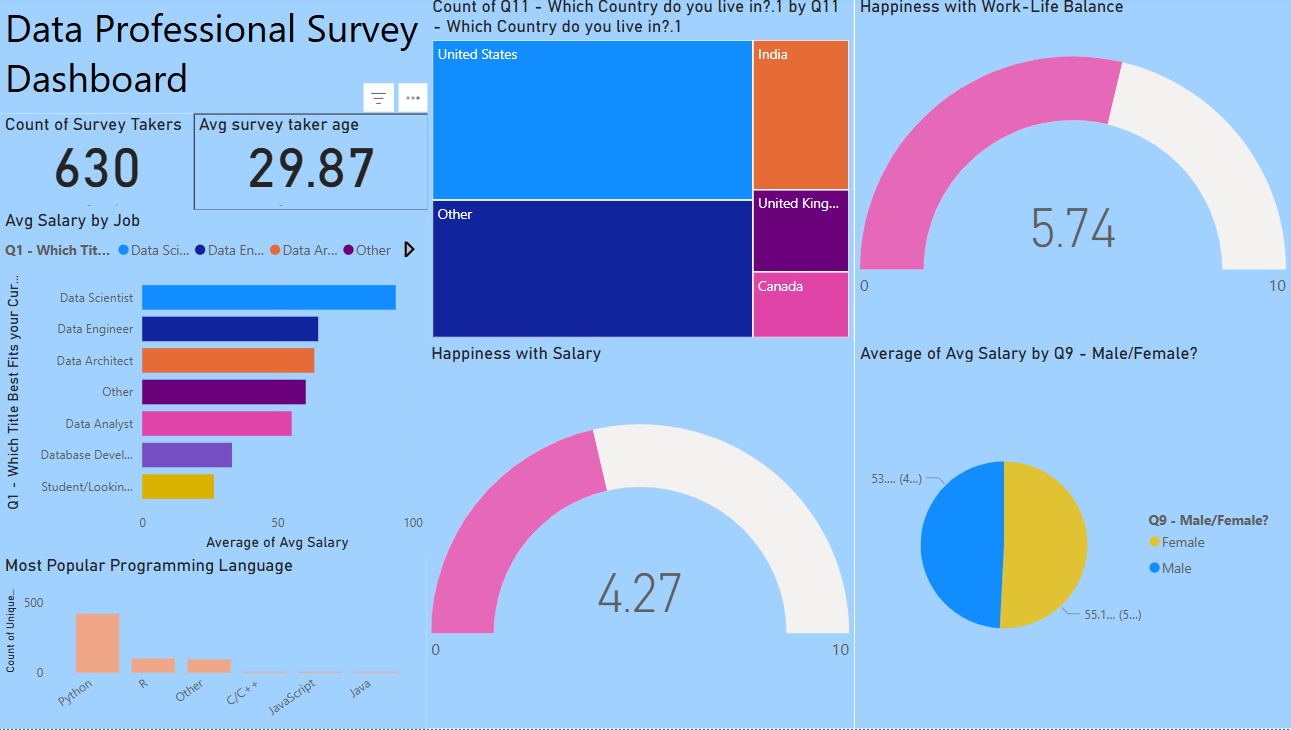 Data Professional Survey
Dashboard
Count of Survey Takers
630
Avg survey taker age
29.87
Avg Salary by Job
Q1 - Which Tit...
Data Sci...
Data En...
Data Ar...
Other
Q1 - Which Title Best Fits your Cur...
Data Scientist
Data Engineer
Data Architect
Other
Data Analyst
Database Devel...
Student/Lookin...
0
50
100
Average of Avg Salary
Most Popular Programming Language
Count of Unique...
500
0
Python
R
Other
C/C++
JavaScript
Java
Count of Q11 - Which Country do you live in?.1 by Q11
- Which Country do you live in?.1
United States
India
Other
United King...
Canada
Happiness with Salary
4.27
0
10
Happiness with Work-Life Balance
5.74
0
10
Average of Avg Salary by Q9 - Male/Female?
53.... (4...)
55.1... (5...)
Q9 - Male/Female?
Female
Male